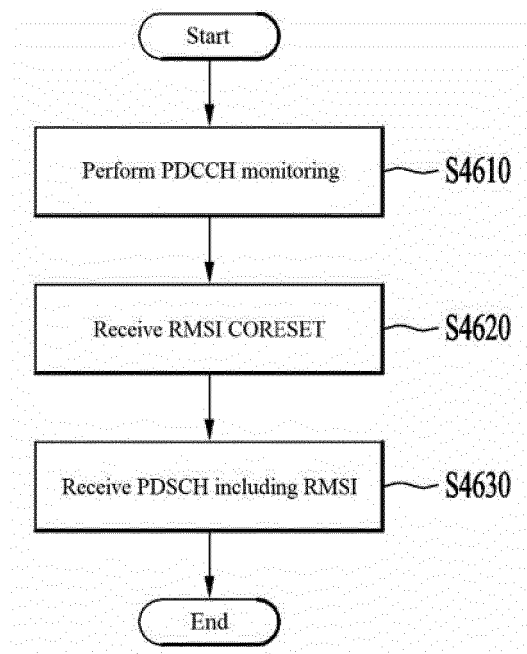 Start
Perform PDCCH monitoring
S4610
Receive RMSI CORESET
S4620
Receive PDSCH including RMSI
S4630
End